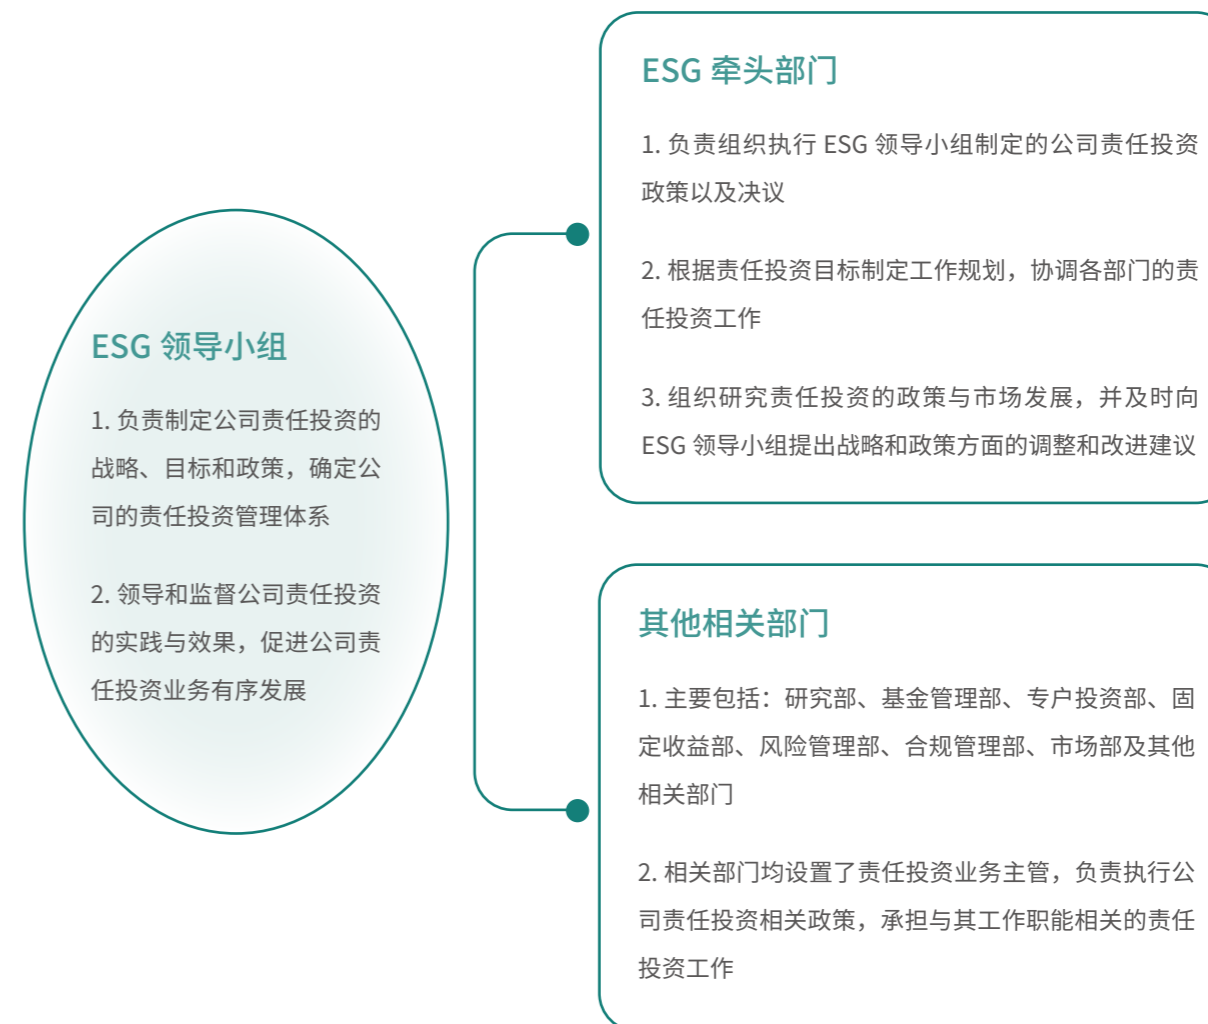 ESG 领导小组
1. 负责制定公司责任投资的
战略、目标和政策，确定公
司的责任投资管理体系
2. 领导和监督公司责任投资
的实践与效果，促进公司责
任投资业务有序发展
ESG 牵头部门
1. 负责组织执行 ESG 领导小组制定的公司责任投资
政策以及决议
2. 根据责任投资目标制定工作规划，协调各部门的责
任投资工作
3. 组织研究责任投资的政策与市场发展，并及时向
ESG 领导小组提出战略和政策方面的调整和改进建议
其他相关部门
1. 主要包括：研究部、基金管理部、专户投资部、固
定收益部、风险管理部、合规管理部、市场部及其他
相关部门
2. 相关部门均设置了责任投资业务主管，负责执行公
司责任投资相关政策，承担与其工作职能相关的责任
投资工作